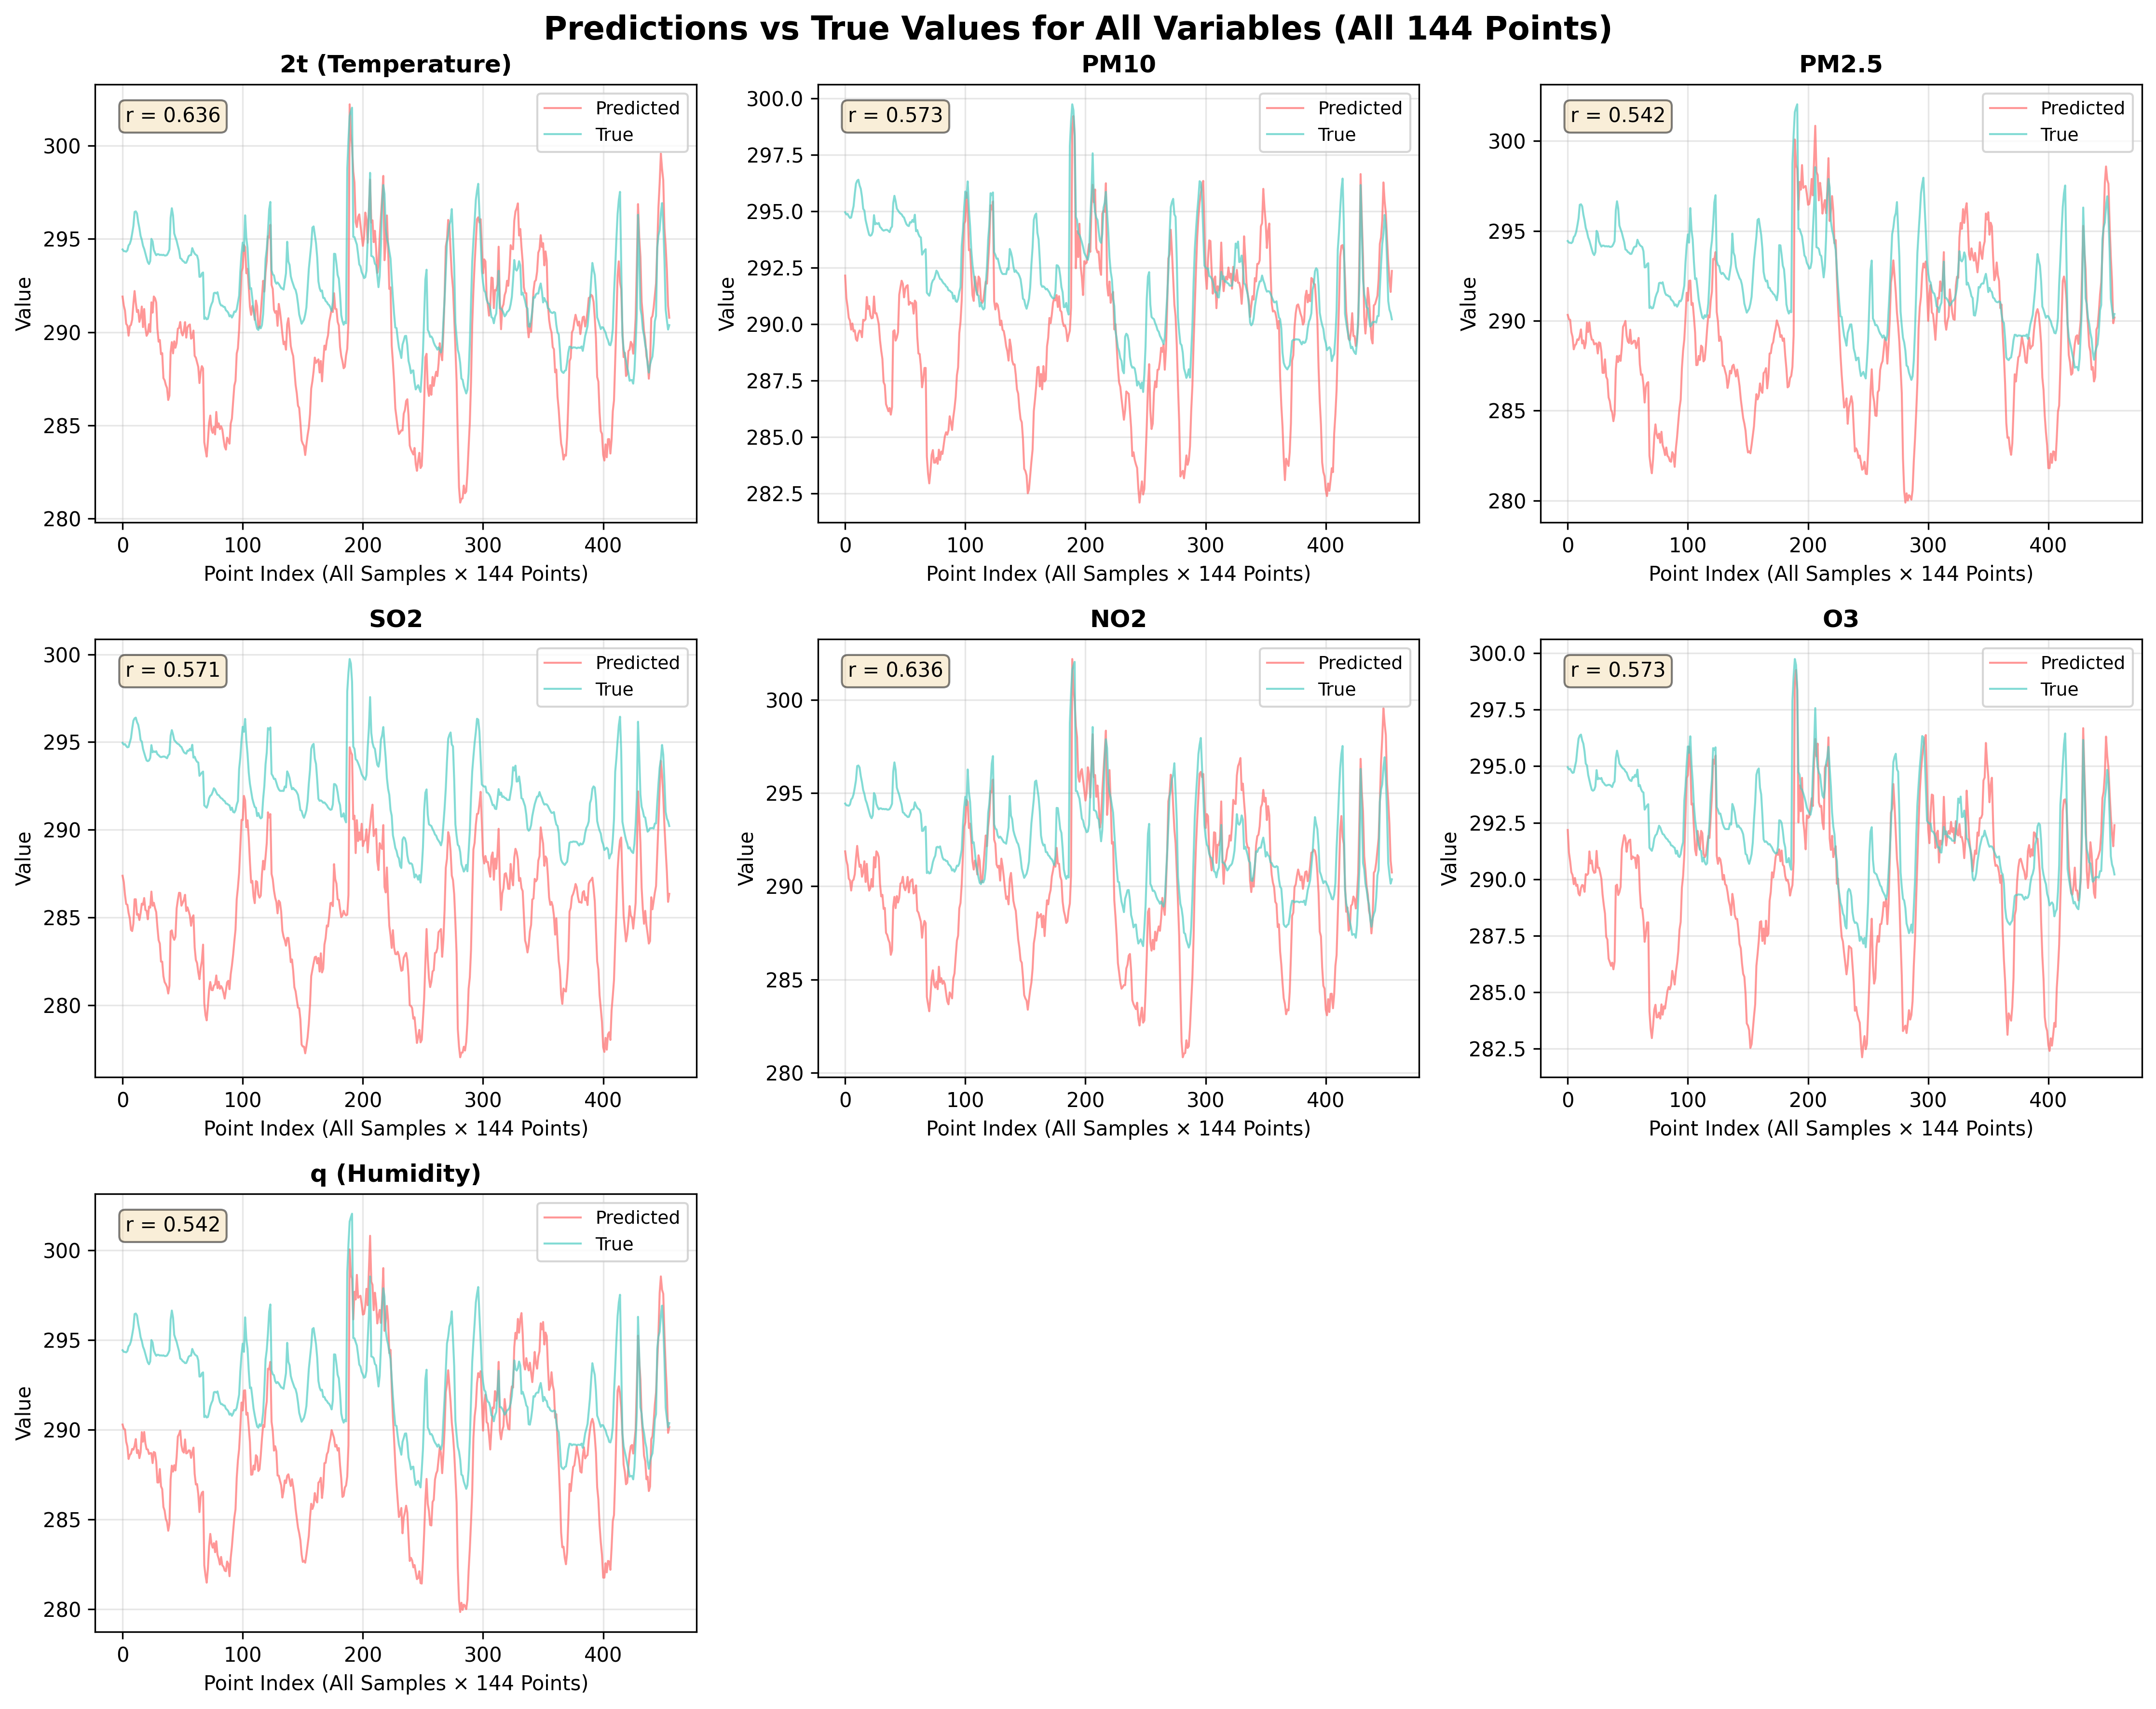 Predictions vs True Values for All Variables (All 144 Points)
2t (Temperature)
r = 0.636
Predicted
True
Value
300
295
290
285
280
0 100 200 300 400
Point Index (All Samples × 144 Points)
PM10
r = 0.573
Predicted
True
Value
300.0
297.5
295.0
292.5
290.0
287.5
285.0
282.5
0 100 200 300 400
Point Index (All Samples × 144 Points)
PM2.5
r = 0.542
Predicted
True
Value
300
295
290
285
280
0 100 200 300 400
Point Index (All Samples × 144 Points)
SO2
r = 0.571
Predicted
True
Value
300
295
290
285
280
0 100 200 300 400
Point Index (All Samples × 144 Points)
NO2
r = 0.636
Predicted
True
Value
300
295
290
285
280
0 100 200 300 400
Point Index (All Samples × 144 Points)
O3
r = 0.573
Predicted
True
Value
300.0
297.5
295.0
292.5
290.0
287.5
285.0
282.5
0 100 200 300 400
Point Index (All Samples × 144 Points)
q (Humidity)
r = 0.542
Predicted
True
Value
300
295
290
285
280
0 100 200 300 400
Point Index (All Samples × 144 Points)